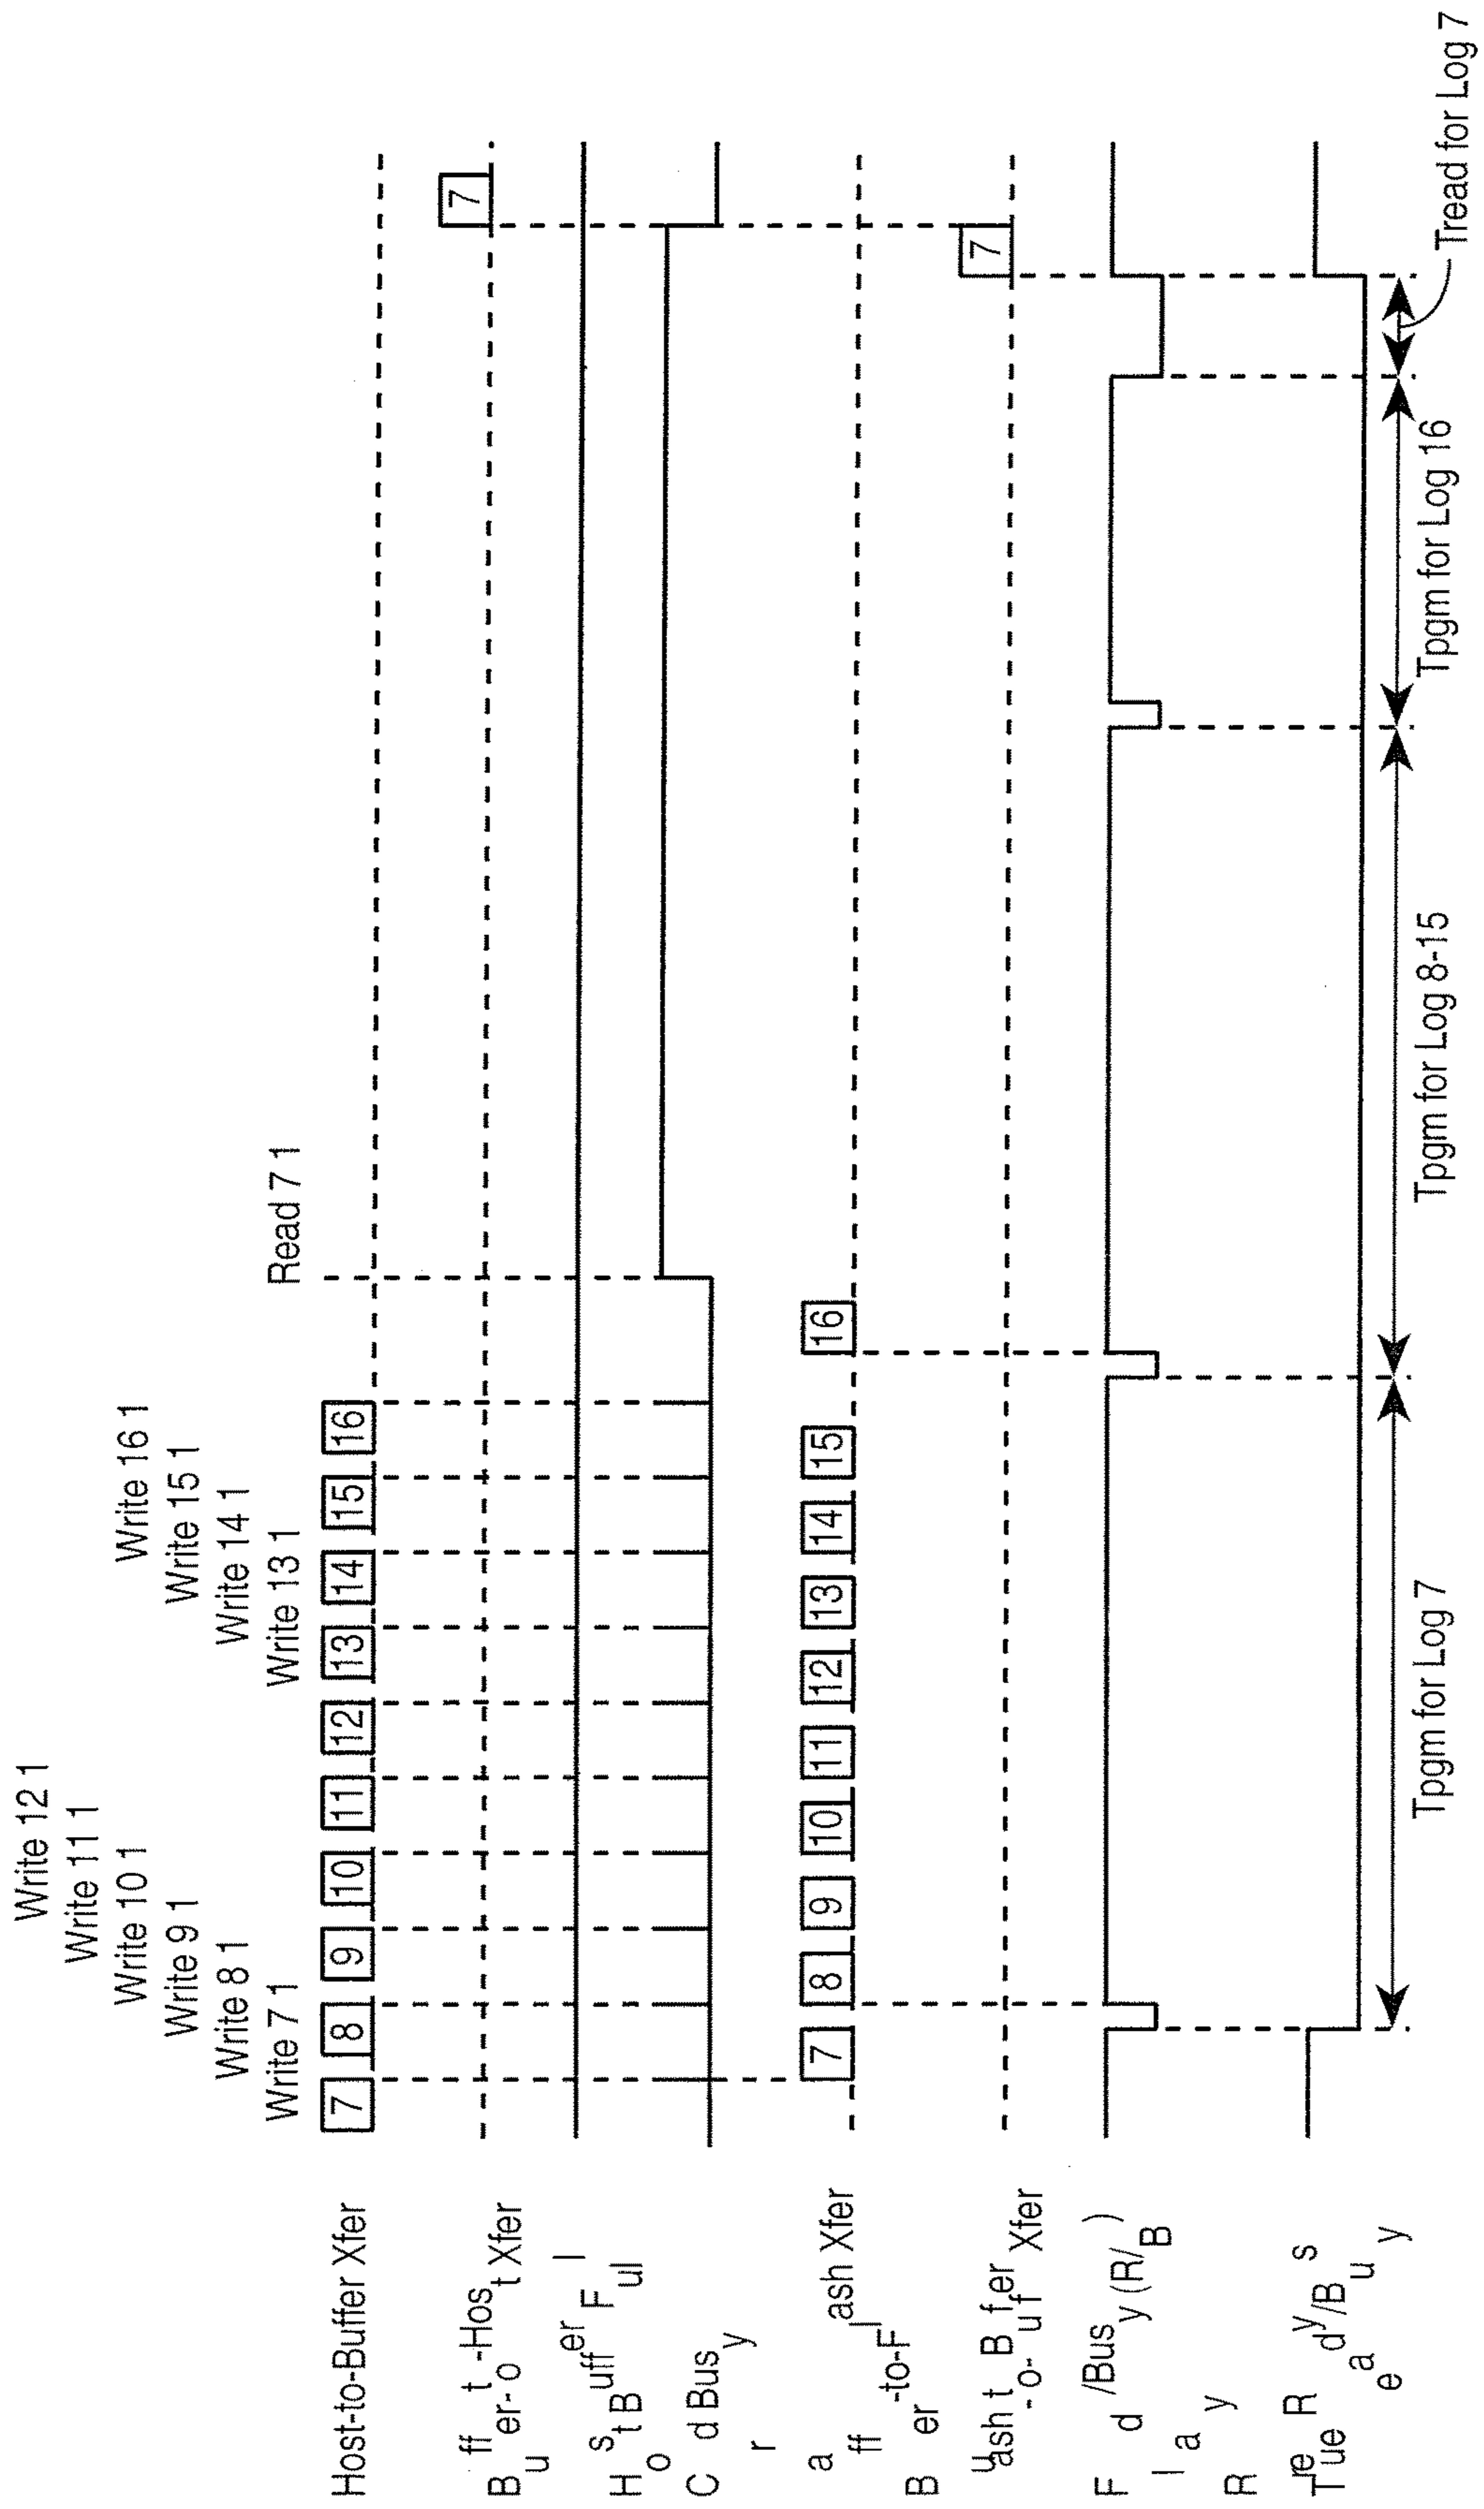 Write 12 1
Write 11 1
Write 10 1 Write 16 1
Write 9 1 Write 15 1
Write 8 1 Write 14 1
Write 7 1 Write 13 1 Read 7 1
Host-to-Buffer Xfer 7 8 9 10 11 12 13 14 15 16
Buffer-to-Host Xfer 7
Host Buffer Full
Card Busy
Buffer-to-Flash Xfer 7 8 9 10 11 12 13 14 15 16
Flash-to-Buffer Xfer 7
Flash Ready/Busy (R/B)
True Ready/Busy
Tpgm for Log 7 Tpgm for Log 8-15 Tpgm for Log 16 Tread for Log 7